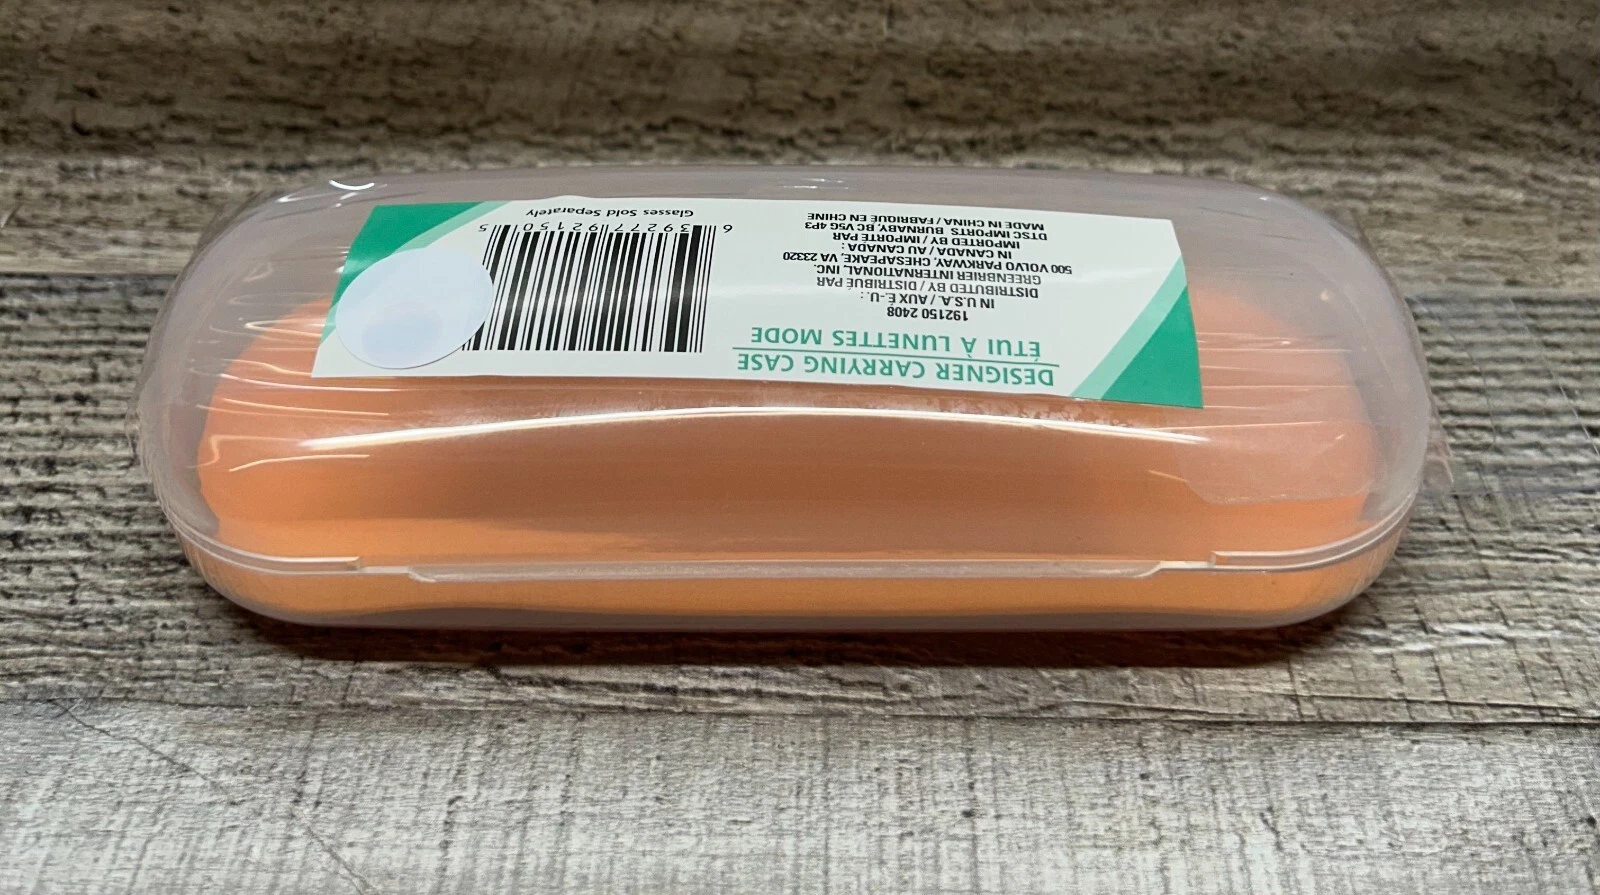 DESIGNER CARRYING CASE
ÉTUI À LUNETTES MODE
192150 2408
IN U.S.A. / AUX É.-U. :
DISTRIBUTED BY / DISTRIBUÉ PAR
GREENBRIER INTERNATIONAL, INC.
500 VOLVO PARKWAY, CHESAPEAKE, VA 23320
IN CANADA / AU CANADA :
IMPORTED BY / IMPORTÉ PAR
DTSC IMPORTS, BURNABY, BC V5G 4P3
MADE IN CHINA / FABRIQUÉ EN CHINE
6 39277 92150 5
Glasses Sold Separately